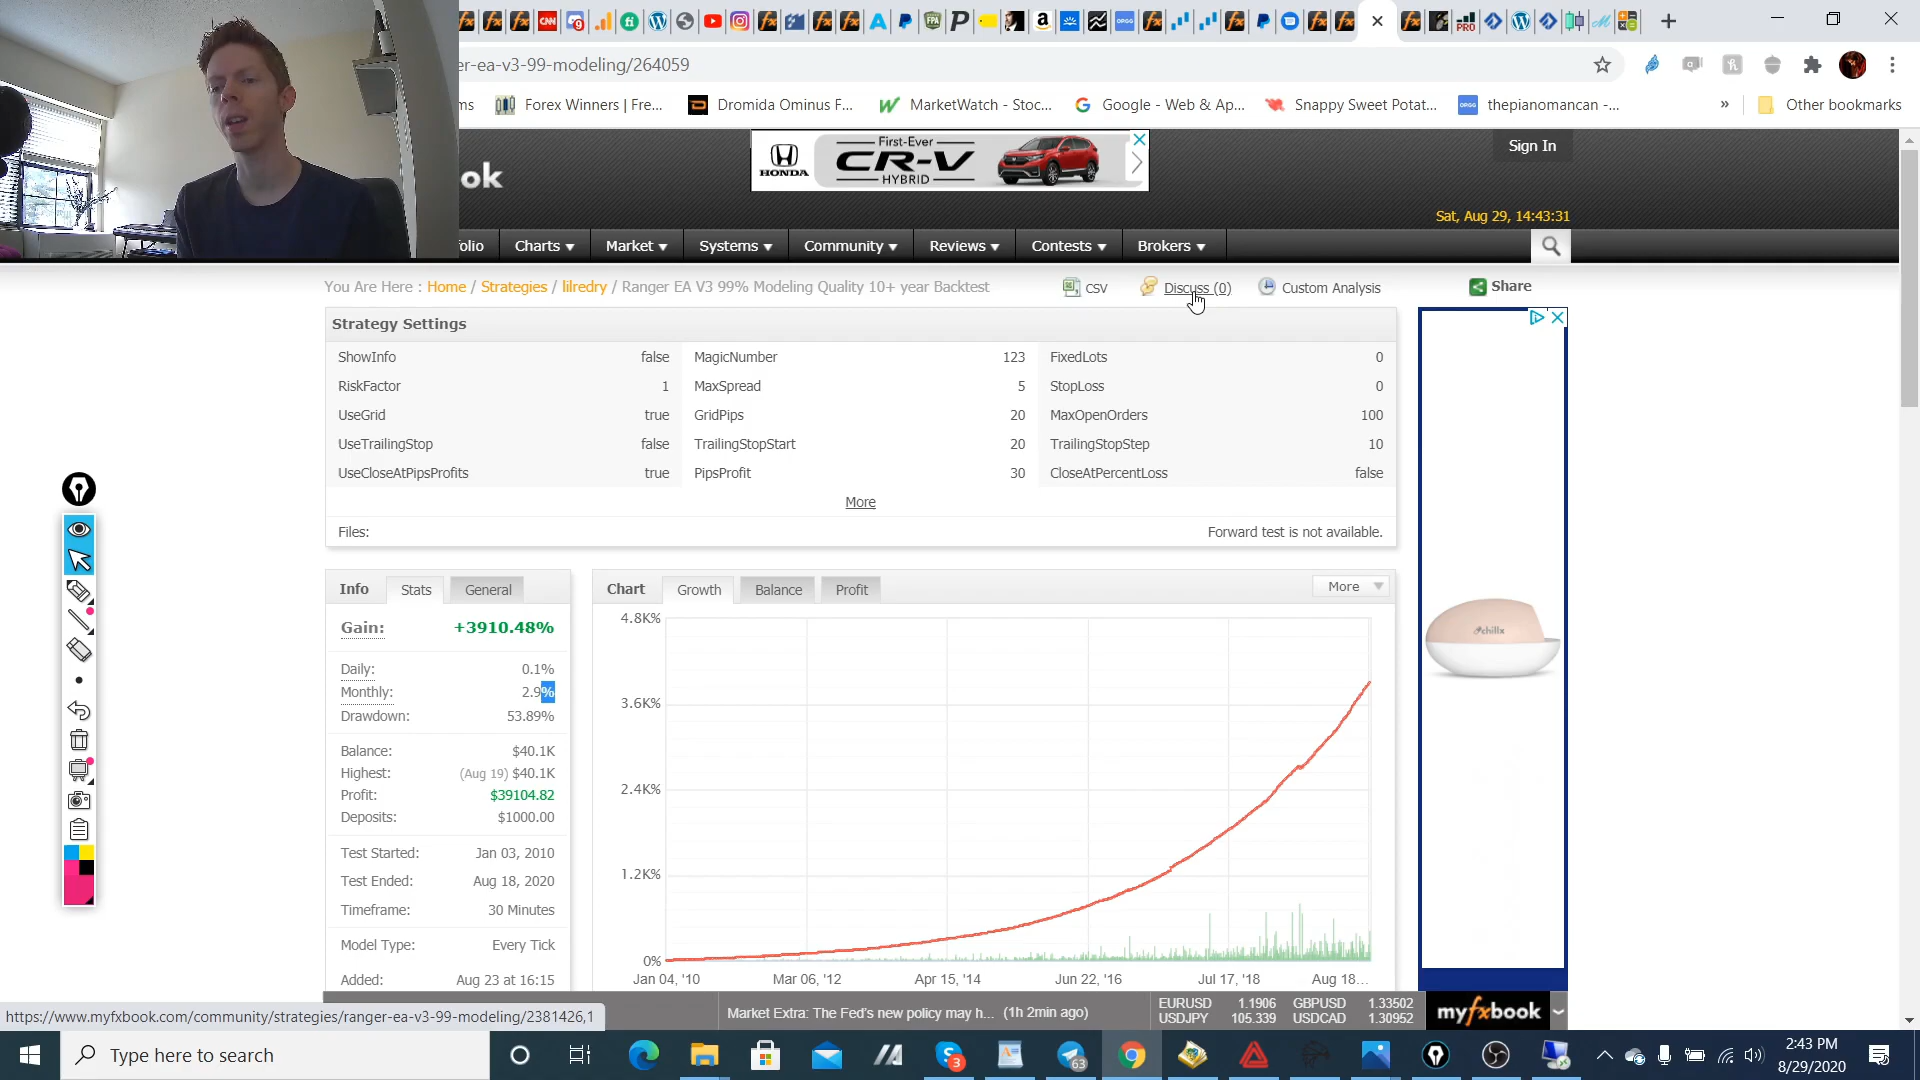 CNN
9
FPA
P
a
OPGG
PRO
er-ea-v3-99-modeling/264059
ms
Forex Winners | Fre...
Dromida Ominus F...
MarketWatch - Stoc...
Google - Web & Ap...
Snappy Sweet Potat...
thepianomancan -...
»
Other bookmarks
ok
HONDA
First-Ever
CR-V
HYBRID
Sign In
Sat, Aug 29, 14:43:31
folio
Charts
Market
Systems
Community
Reviews
Contests
Brokers
You Are Here : Home / Strategies / lilredry / Ranger EA V3 99% Modeling Quality 10+ year Backtest
CSV
Discuss (0)
Custom Analysis
Share
Strategy Settings
ShowInfo false MagicNumber 123 FixedLots 0
RiskFactor 1 MaxSpread 5 StopLoss 0
UseGrid true GridPips 20 MaxOpenOrders 100
UseTrailingStop false TrailingStopStart 20 TrailingStopStep 10
UseCloseAtPipsProfits true PipsProfit 30 CloseAtPercentLoss false
More
Files: Forward test is not available.
Info Stats General
Gain: +3910.48%
Daily: 0.1%
Monthly: 2.9%
Drawdown: 53.89%
Balance: $40.1K
Highest: (Aug 19) $40.1K
Profit: $39104.82
Deposits: $1000.00
Test Started: Jan 03, 2010
Test Ended: Aug 18, 2020
Timeframe: 30 Minutes
Model Type: Every Tick
Added: Aug 23 at 16:15
Chart Growth Balance Profit
More
4.8K%
3.6K%
2.4K%
1.2K%
0%
Jan 04, '10 Mar 06, '12 Apr 15, '14 Jun 22, '16 Jul 17, '18 Aug 18...
chillx
https://www.myfxbook.com/community/strategies/ranger-ea-v3-99-modeling/2381426,1
Market Extra: The Fed's new policy may h... (1h 2min ago)
EURUSD 1.1906 GBPUSD 1.33502
USDJPY 105.339 USDCAD 1.30952
myfxbook
Type here to search
3
63
2:43 PM
8/29/2020